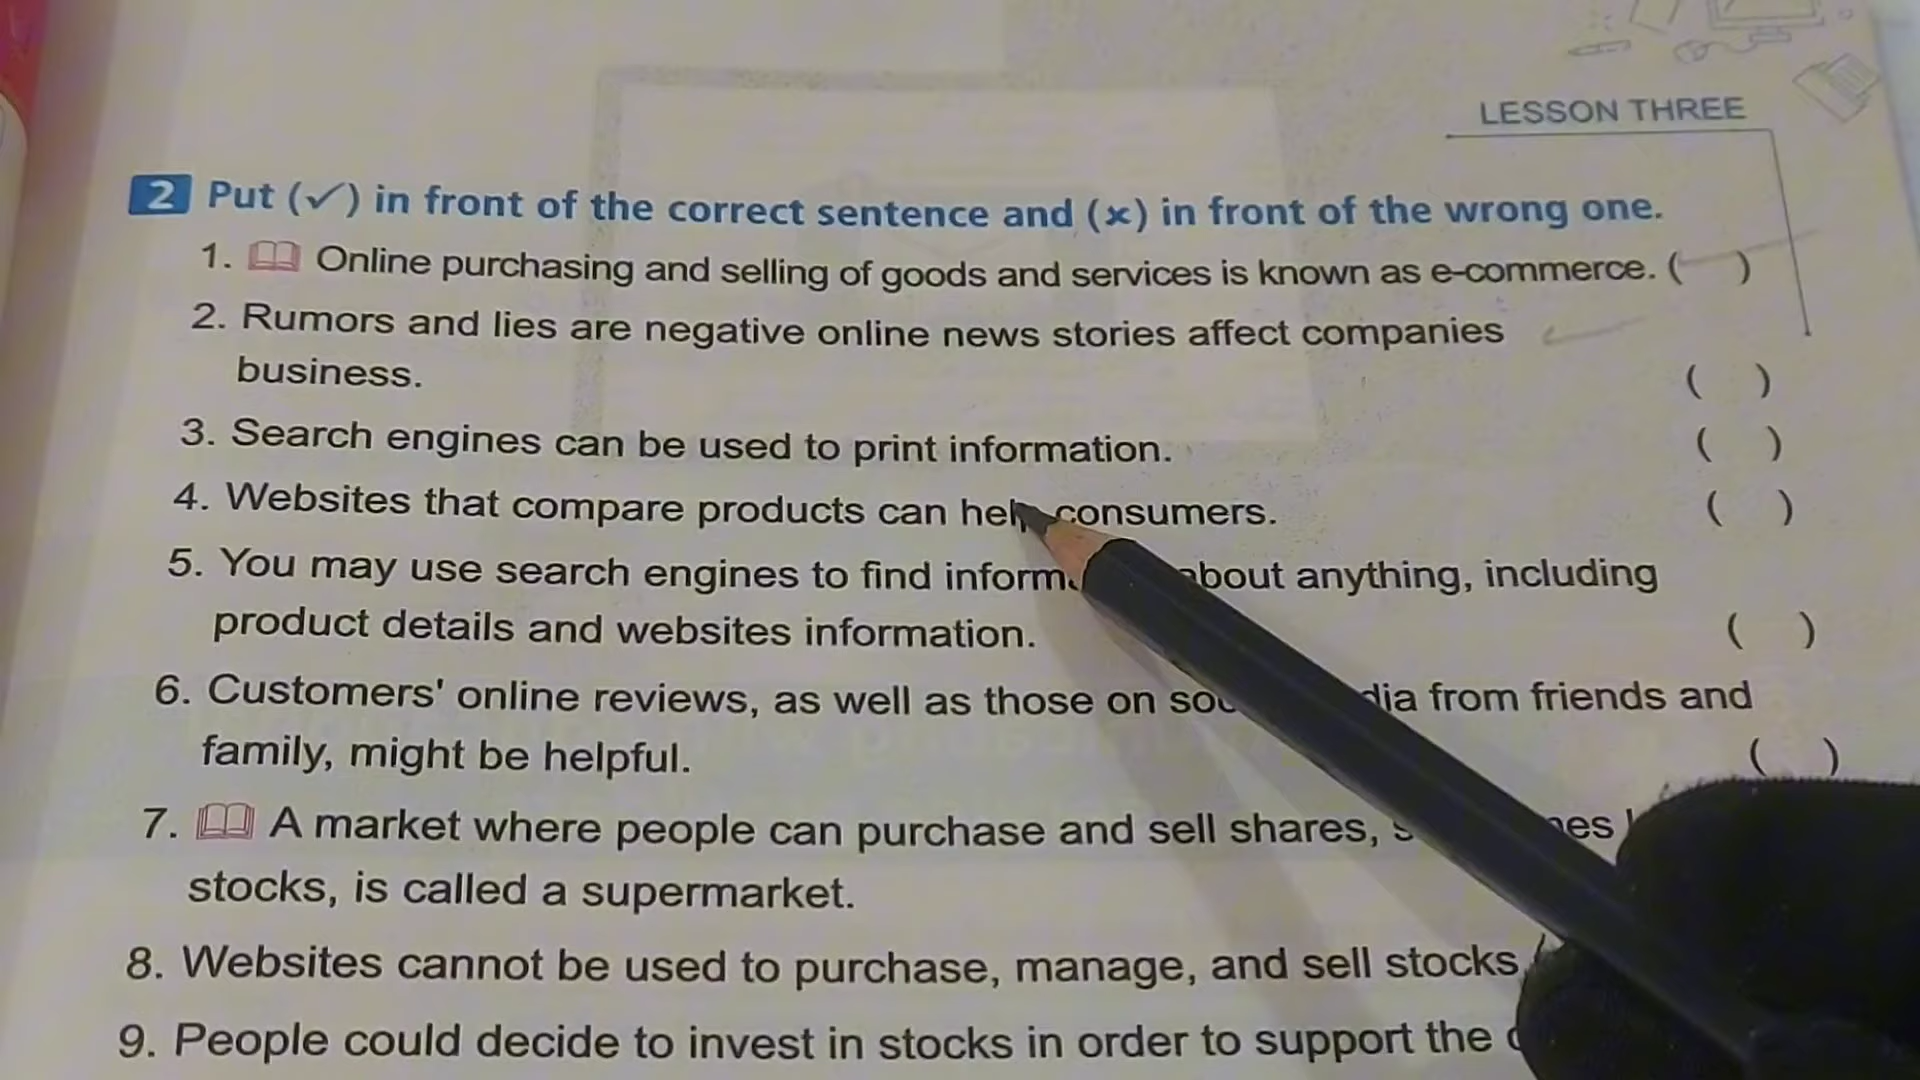 LESSON THREE
2 Put (✓) in front of the correct sentence and (×) in front of the wrong one.
1. Online purchasing and selling of goods and services is known as e-commerce. ( )
2. Rumors and lies are negative online news stories affect companies
business. ( )
3. Search engines can be used to print information. ( )
4. Websites that compare products can help consumers. ( )
5. You may use search engines to find about anything, including
product details and websites information. ( )
6. Customers' online reviews, as well as those on from friends and
family, might be helpful. ( )
7. A market where people can purchase and sell shares,
stocks, is called a supermarket.
8. Websites cannot be used to purchase, manage, and sell stocks
9. People could decide to invest in stocks in order to support the